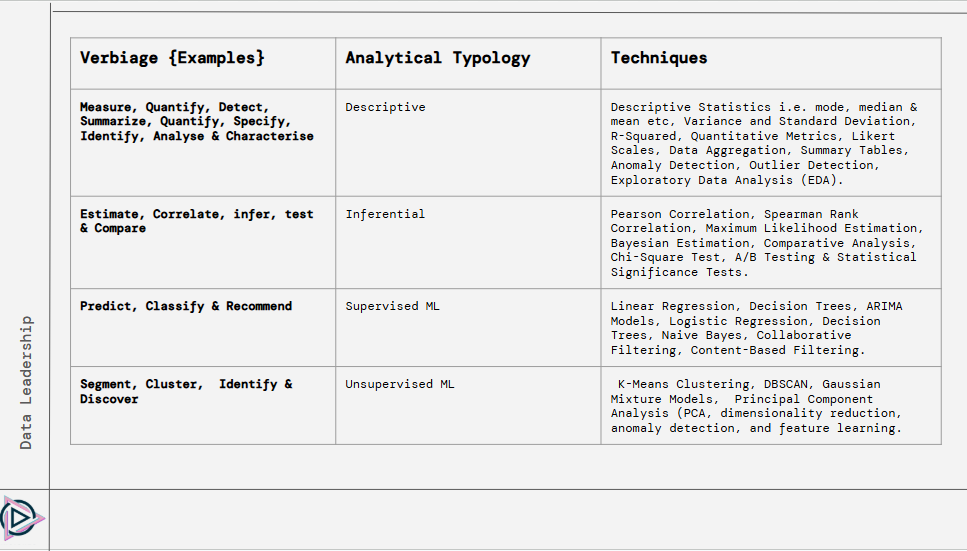 Verbiage {Examples}
Analytical Typology
Techniques
Measure, Quantify, Detect,
Summarize, Quantify, Specify,
Identify, Analyse & Characterise
Descriptive
Descriptive Statistics i.e. mode, median &
mean etc, Variance and Standard Deviation,
R-Squared, Quantitative Metrics, Likert
Scales, Data Aggregation, Summary Tables,
Anomaly Detection, Outlier Detection,
Exploratory Data Analysis (EDA).
Estimate, Correlate, infer, test
& Compare
Inferential
Pearson Correlation, Spearman Rank
Correlation, Maximum Likelihood Estimation,
Bayesian Estimation, Comparative Analysis,
Chi-Square Test, A/B Testing & Statistical
Significance Tests.
Predict, Classify & Recommend
Supervised ML
Linear Regression, Decision Trees, ARIMA
Models, Logistic Regression, Decision
Trees, Naive Bayes, Collaborative
Filtering, Content-Based Filtering.
Segment, Cluster,  Identify &
Discover
Unsupervised ML
K-Means Clustering, DBSCAN, Gaussian
Mixture Models,  Principal Component
Analysis (PCA, dimensionality reduction,
anomaly detection, and feature learning.
Data Leadership